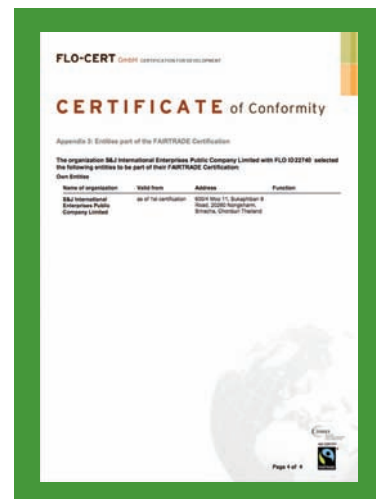 FLO-CERT GmbH CERTIFICATION FOR DEVELOPMENT
CERTIFICATE of Conformity
Appendix 3: Entities part of the FAIRTRADE Certification
The organization S&J International Enterprises Public Company Limited with FLO ID 22740 selected
the following entities to be part of their FAIRTRADE Certification:
Own Entities
Name of organization Valid from Address Function
S&J International as of 1st certification 600/4 Moo 11, Sukaphiban 8
Enterprises Public Road, 20280 Nongkharm,
Company Limited Sriracha, Chonburi Thailand
Page 4 of 4